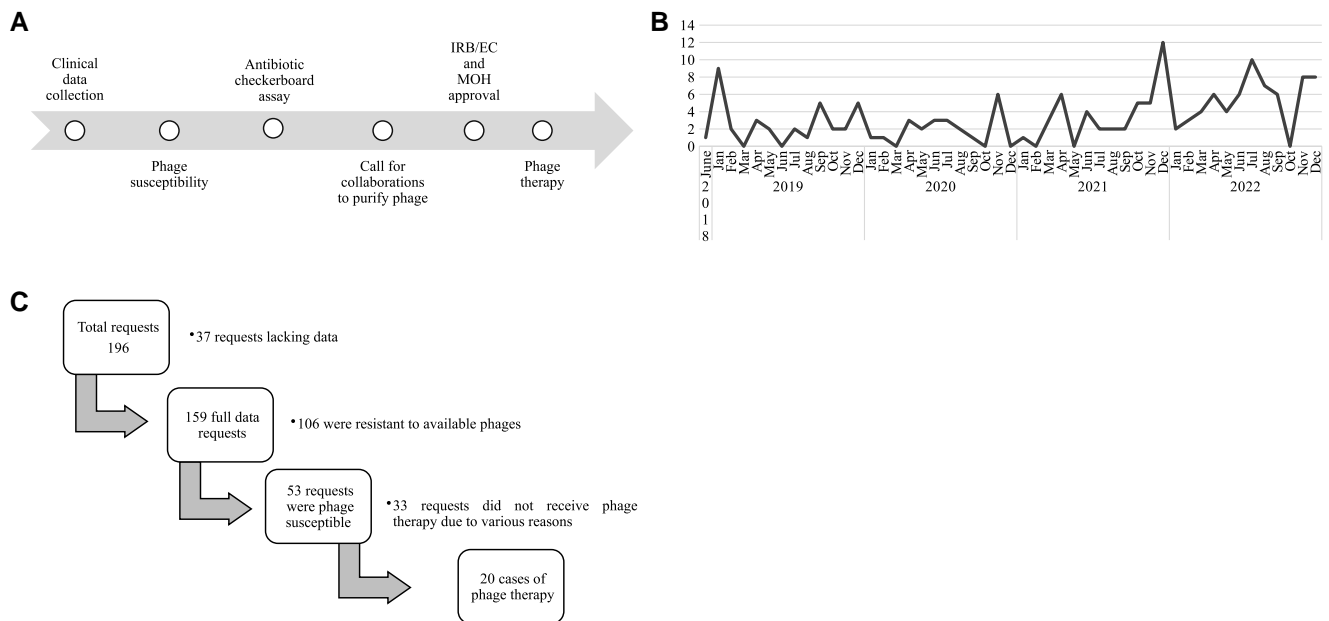 A
Clinical
data
collection
Antibiotic
checkerboard
assay
IRB/EC
and
MOH
approval
Phage
susceptibility
Call for
collaborations
to purify phage
Phage
therapy
B
14
12
10
8
6
4
2
0
June
Jan
Feb
Mar
Apr
May
Jun
Jul
Aug
Sep
Oct
Nov
Dec
Jan
Feb
Mar
Apr
May
Jun
Jul
Aug
Sep
Oct
Nov
Dec
Jan
Feb
Mar
Apr
May
Jun
Jul
Aug
Sep
Oct
Nov
Dec
Jan
Feb
Mar
Apr
May
Jun
Jul
Aug
Sep
Oct
Nov
Dec
2
0
1
8
2019
2020
2021
2022
C
Total requests
196
•37 requests lacking data
159 full data
requests
•106 were resistant to available phages
53 requests
were phage
susceptible
•33 requests did not receive phage
therapy due to various reasons
20 cases of
phage therapy